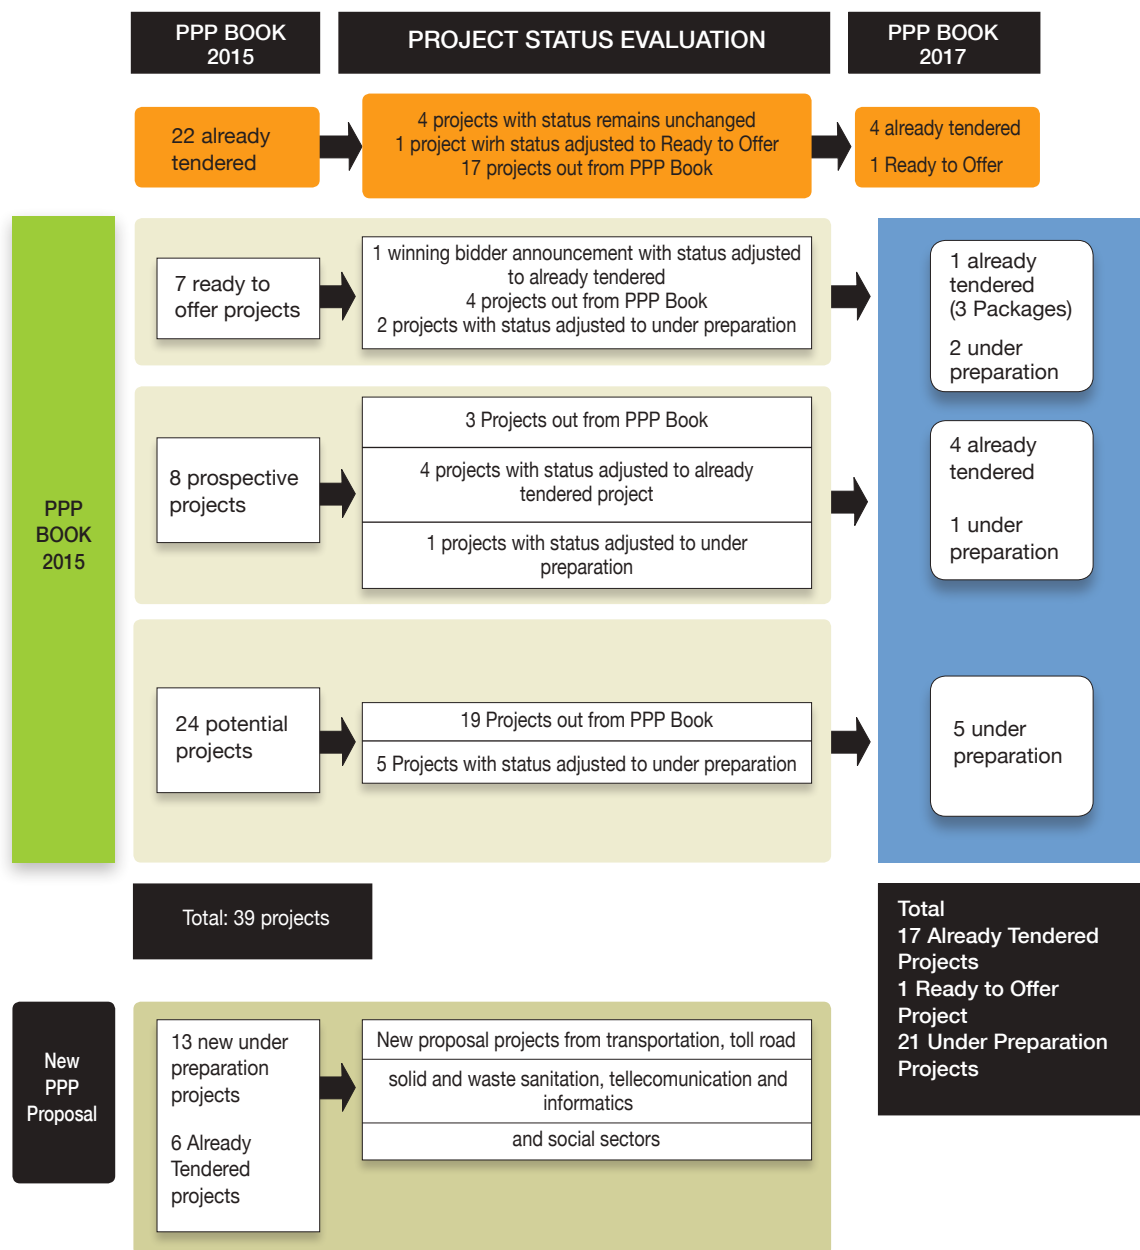 PPP BOOK
2015
PROJECT STATUS EVALUATION
PPP BOOK
2017
22 already
tendered
4 projects with status remains unchanged
1 project wirh status adjusted to Ready to Offer
17 projects out from PPP Book
4 already tendered
1 Ready to Offer
PPP
BOOK
2015
7 ready to
offer projects
1 winning bidder announcement with status adjusted
to already tendered
4 projects out from PPP Book
2 projects with status adjusted to under preparation
1 already
tendered
(3 Packages)
2 under
preparation
8 prospective
projects
3 Projects out from PPP Book
4 projects with status adjusted to already
tendered project
1 projects with status adjusted to under
preparation
4 already
tendered
1 under
preparation
24 potential
projects
19 Projects out from PPP Book
5 Projects with status adjusted to under preparation
5 under
preparation
Total: 39 projects
Total
17 Already Tendered
Projects
1 Ready to Offer
Project
21 Under Preparation
Projects
New
PPP
Proposal
13 new under
preparation
projects
6 Already
Tendered
projects
New proposal projects from transportation, toll road
solid and waste sanitation, tellecomunication and
informatics
and social sectors